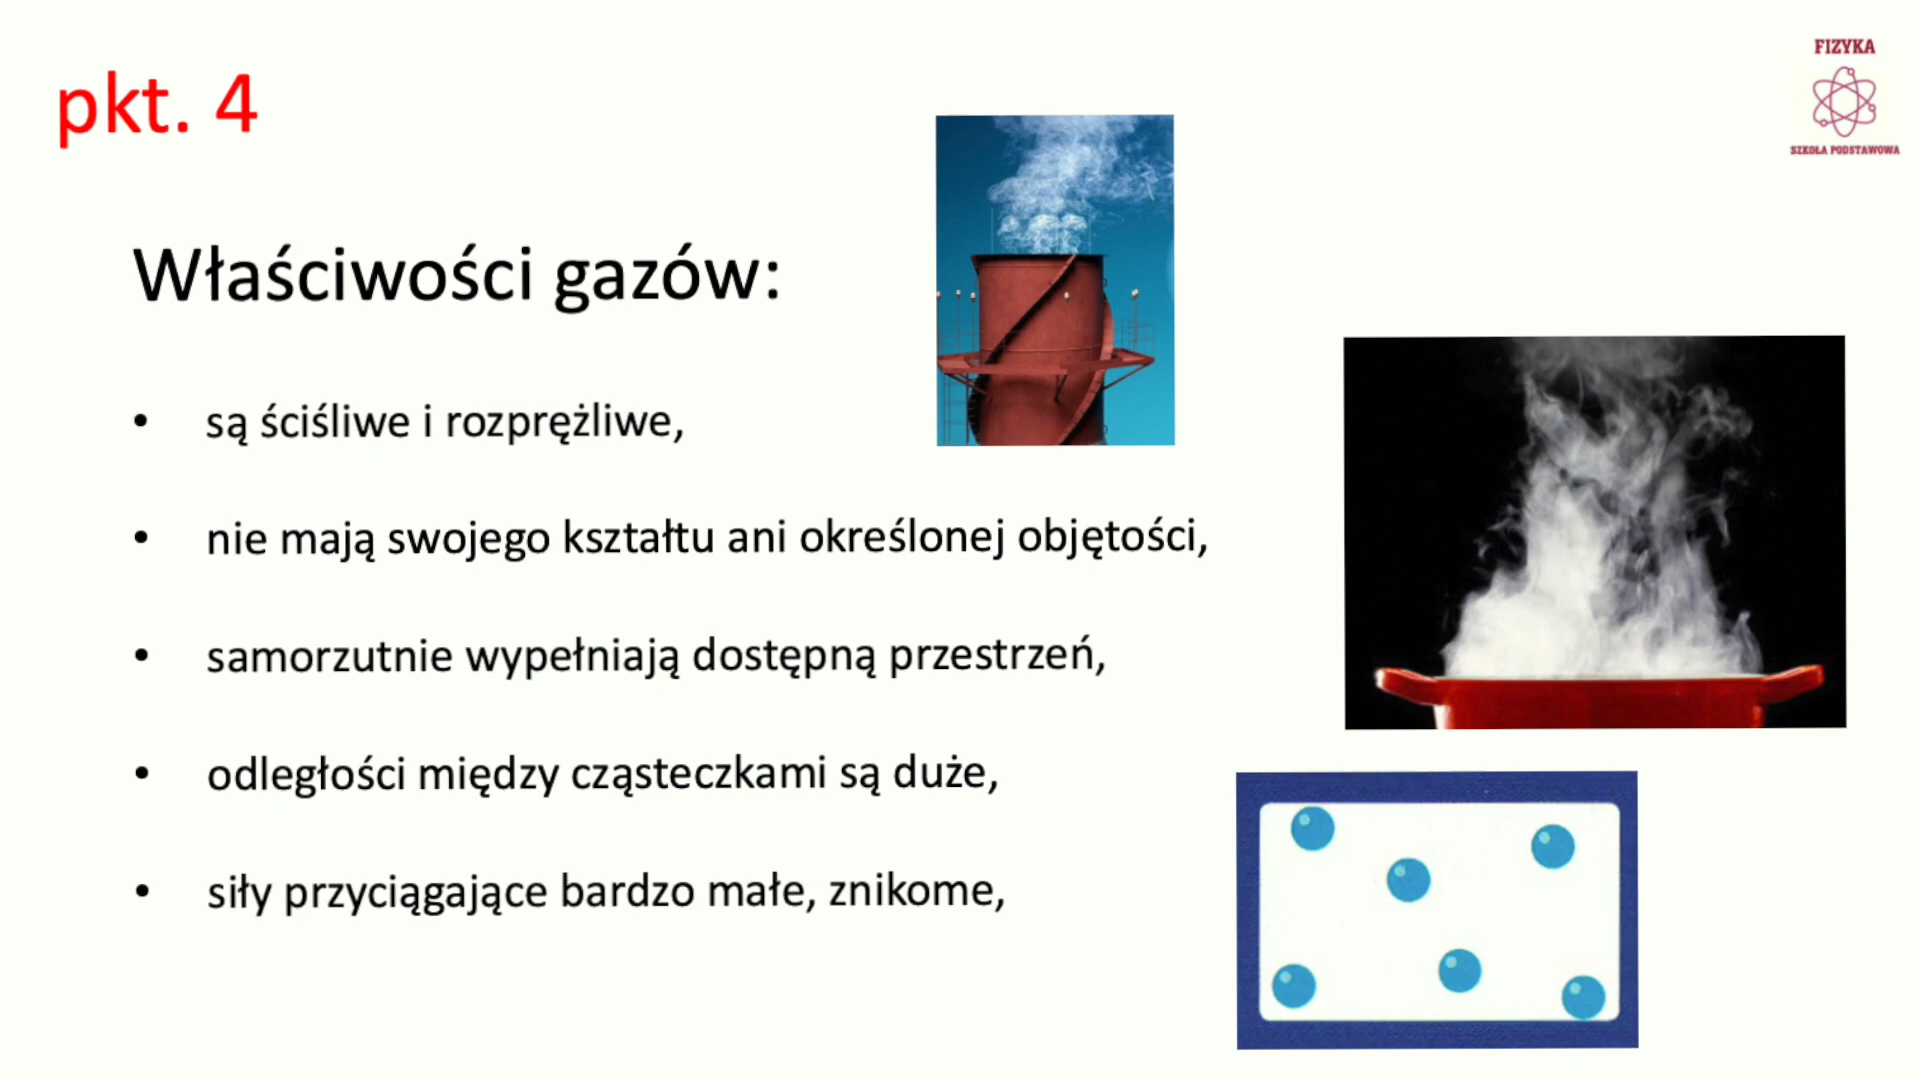 pkt. 4
FIZYKA
SZKOŁA PODSTAWOWA
Właściwości gazów:
• są ściśliwe i rozprężliwe,
• nie mają swojego kształtu ani określonej objętości,
• samorzutnie wypełniają dostępną przestrzeń,
• odległości między cząsteczkami są duże,
• siły przyciągające bardzo małe, znikome,